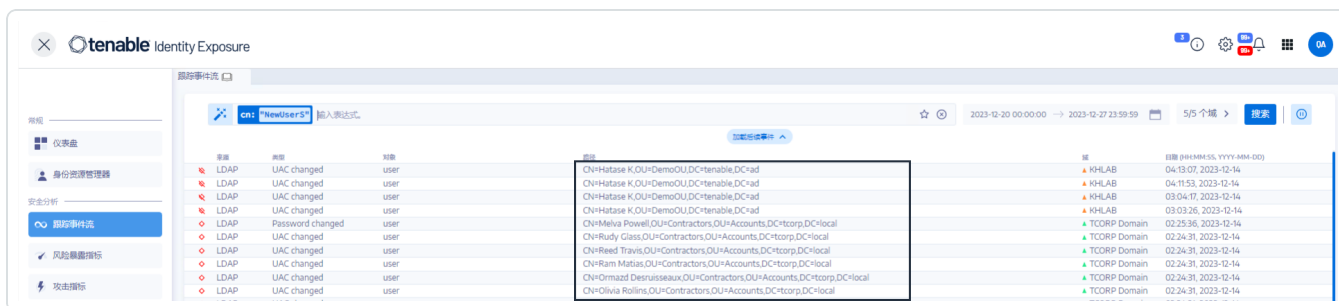 tenable Identity Exposure
3
99+
99+
QA
跟踪事件流
常规
仪表盘
身份资源管理器
安全分析
跟踪事件流
风险暴露指标
攻击指标
cn: "NewUserS" 输入表达式。
2023-12-20 00:00:00 → 2023-12-27 23:59:59
5/5个域 >
搜索
加载后续事件
来源 类型 对象 路径 域 日期 (HH:MM:SS, YYYY-MM-DD)
LDAP UAC changed user CN=Hatase K,OU=DemoOU,DC=tenable,DC=ad KHLAB 04:13:07, 2023-12-14
LDAP UAC changed user CN=Hatase K,OU=DemoOU,DC=tenable,DC=ad KHLAB 04:11:53, 2023-12-14
LDAP UAC changed user CN=Hatase K,OU=DemoOU,DC=tenable,DC=ad KHLAB 03:04:17, 2023-12-14
LDAP UAC changed user CN=Hatase K,OU=DemoOU,DC=tenable,DC=ad KHLAB 03:03:26, 2023-12-14
LDAP Password changed user CN=Melva Powell,OU=Contractors,OU=Accounts,DC=tcorp,DC=local TCORP Domain 02:25:36, 2023-12-14
LDAP UAC changed user CN=Rudy Glass,OU=Contractors,OU=Accounts,DC=tcorp,DC=local TCORP Domain 02:24:31, 2023-12-14
LDAP UAC changed user CN=Reed Travis,OU=Contractors,OU=Accounts,DC=tcorp,DC=local TCORP Domain 02:24:31, 2023-12-14
LDAP UAC changed user CN=Ram Matias,OU=Contractors,OU=Accounts,DC=tcorp,DC=local TCORP Domain 02:24:31, 2023-12-14
LDAP UAC changed user CN=Ormazd Desruisseaux,OU=Contractors,OU=Accounts,DC=tcorp,DC=local TCORP Domain 02:24:31, 2023-12-14
LDAP UAC changed user CN=Olivia Rollins,OU=Contractors,OU=Accounts,DC=tcorp,DC=local TCORP Domain 02:24:31, 2023-12-14